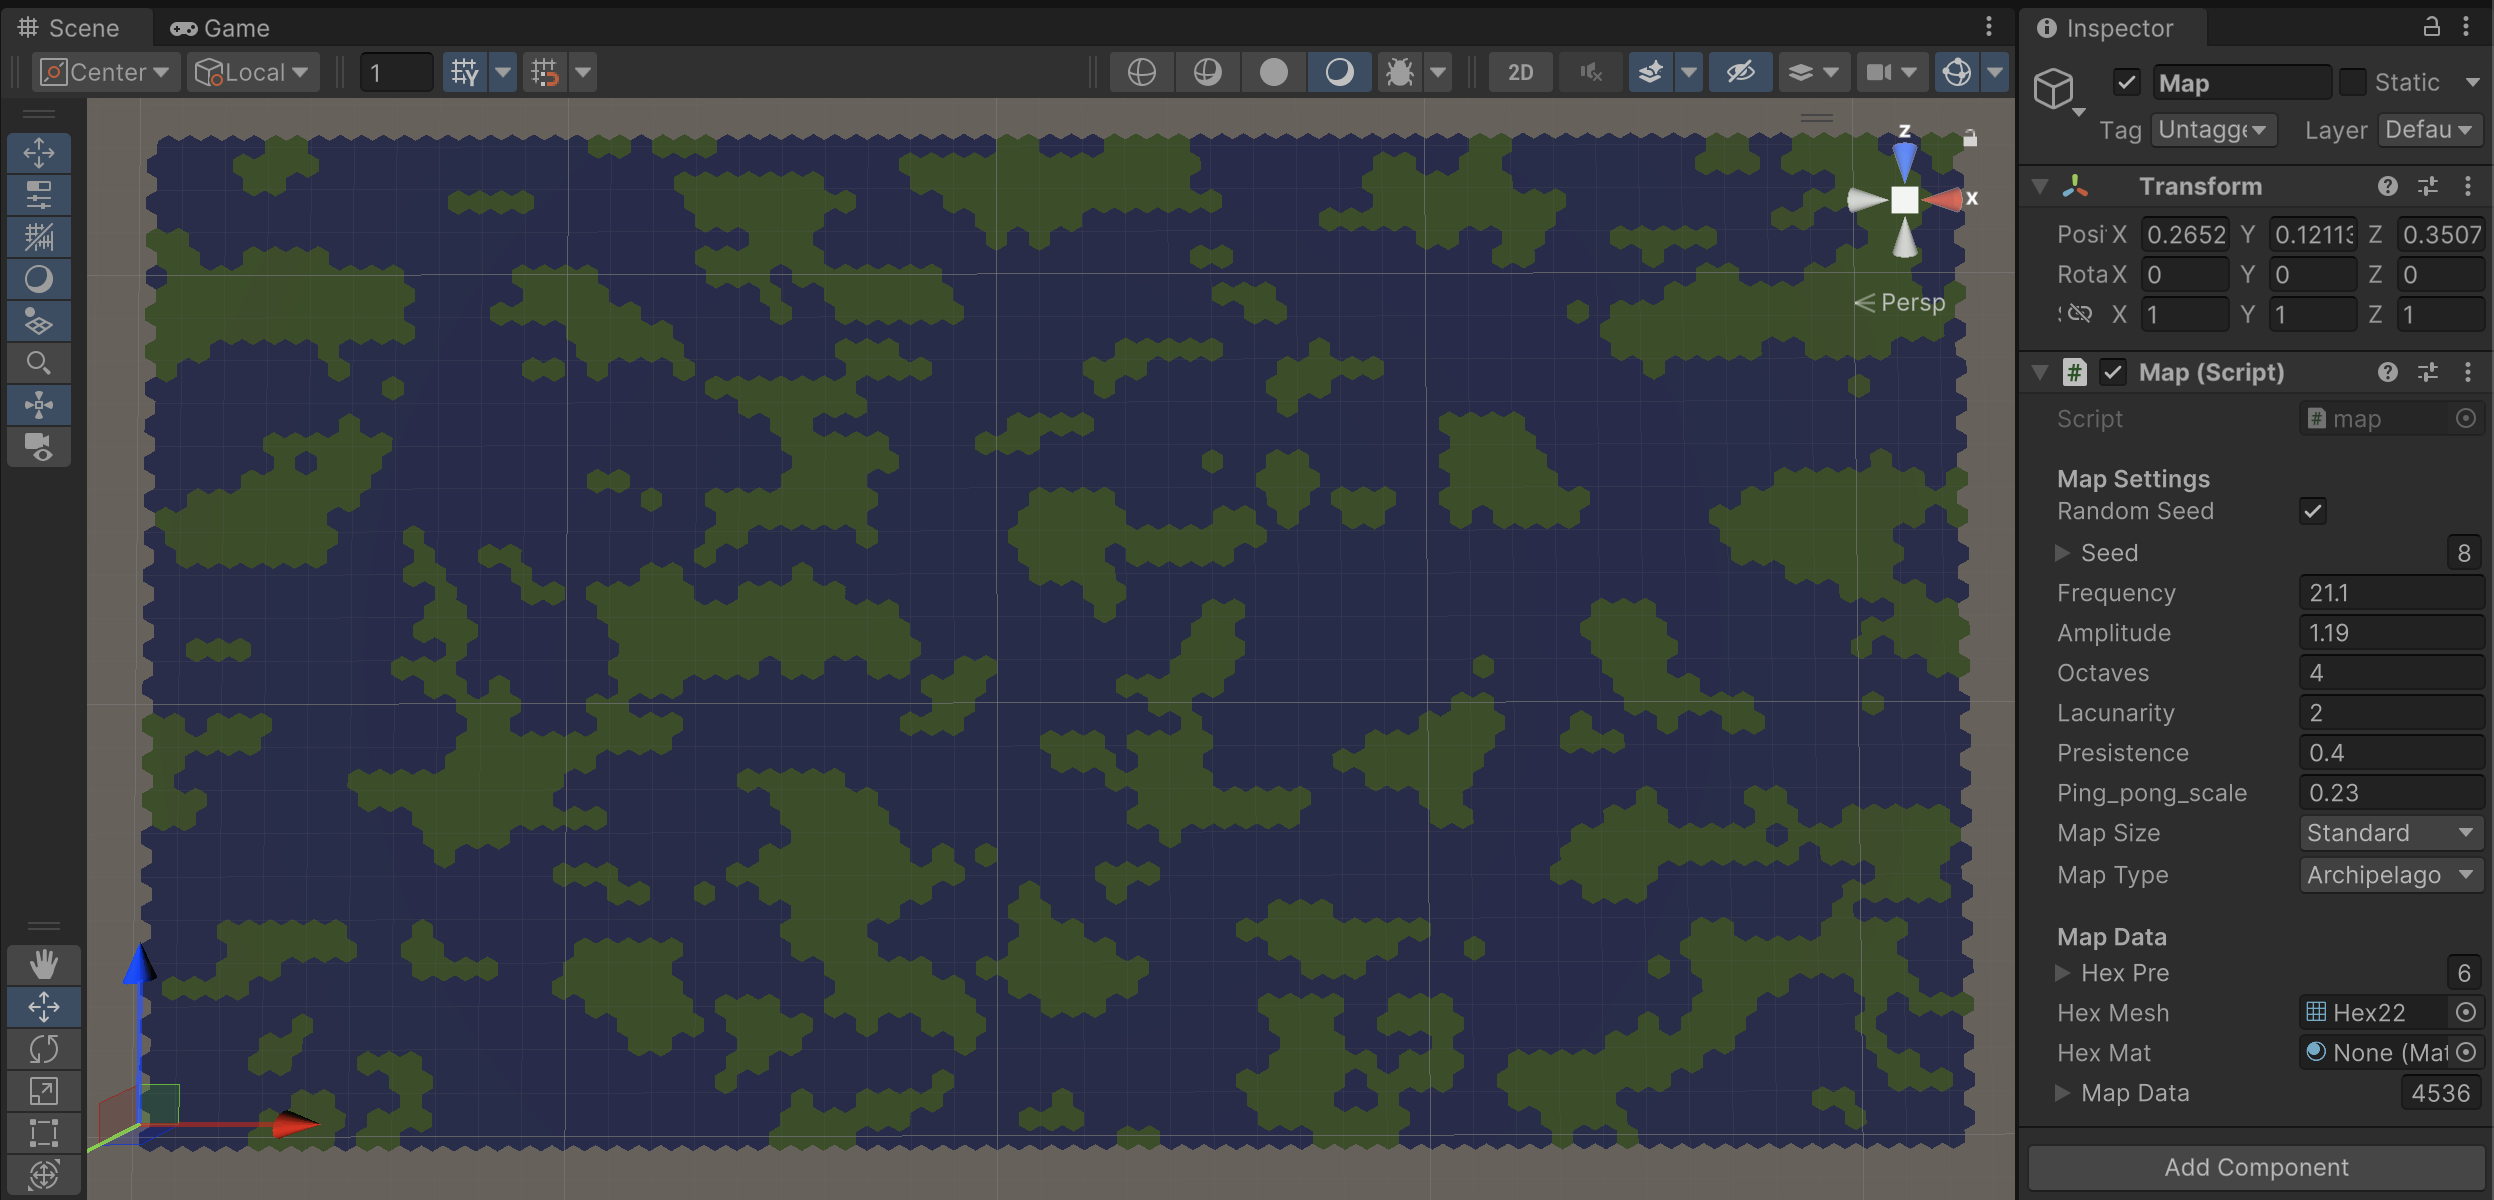 Scene Game
Center Local 1 2D
z
x
Persp
Inspector
Map Static
Tag Untagge Layer Defau
Transform
Posi X 0.2652 Y 0.1211 Z 0.3507
Rota X 0 Y 0 Z 0
X 1 Y 1 Z 1
Map (Script)
Script map
Map Settings
Random Seed
Seed 8
Frequency 21.1
Amplitude 1.19
Octaves 4
Lacunarity 2
Presistence 0.4
Ping_pong_scale 0.23
Map Size Standard
Map Type Archipelago
Map Data
Hex Pre 6
Hex Mesh Hex22
Hex Mat None (Mat
Map Data 4536
Add Component